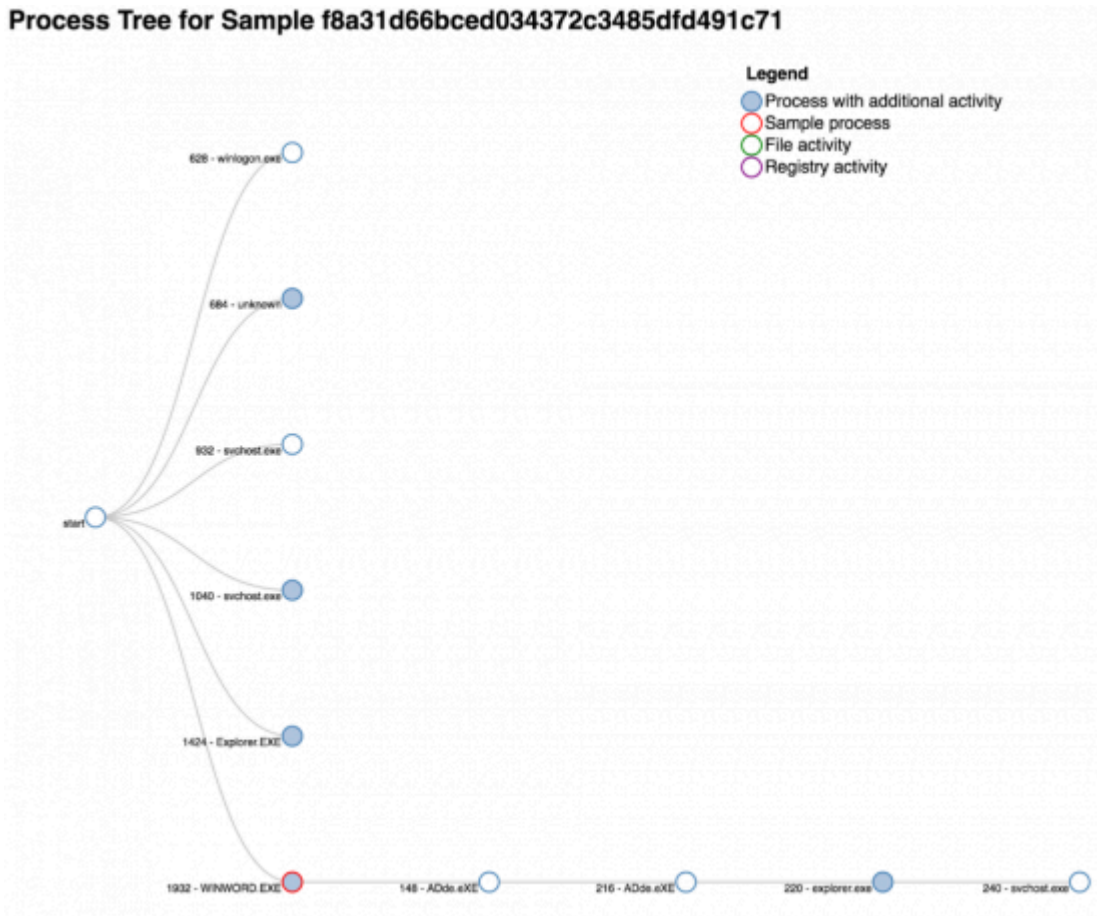 Process Tree for Sample f8a31d66bced034372c3485dfd491c71
Legend
Process with additional activity
Sample process
File activity
Registry activity
628 - winlogon.exe
684 - unknown
932 - svchost.exe
start
1040 - svchost.exe
1424 - Explorer.EXE
1932 - WINWORD.EXE
148 - ADde.eXE
216 - ADde.eXE
220 - explorer.exe
240 - svchost.exe